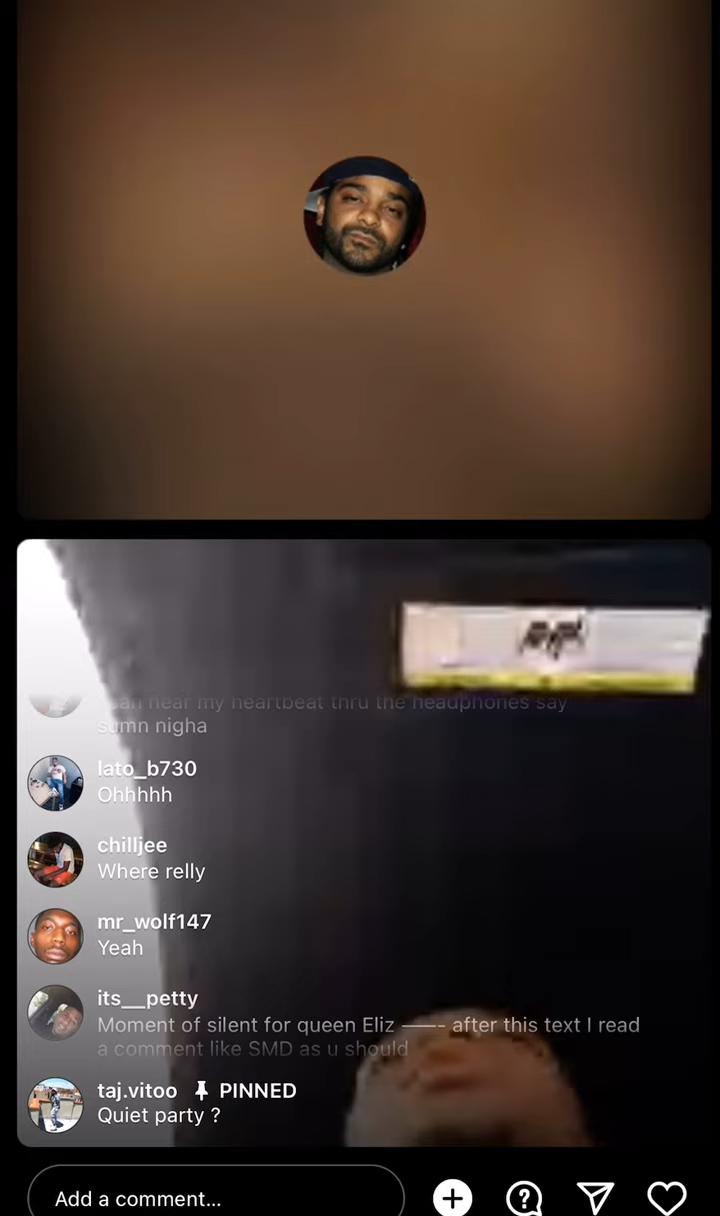 can hear my heartbeat thru the headphones say
sumn nigha
lato_b730
Ohhhhh
chilljee
Where relly
mr_wolf147
Yeah
its__petty
Moment of silent for queen Eliz —--- after this text I read
a comment like SMD as u should
taj.vitoo PINNED
Quiet party ?
Add a comment...